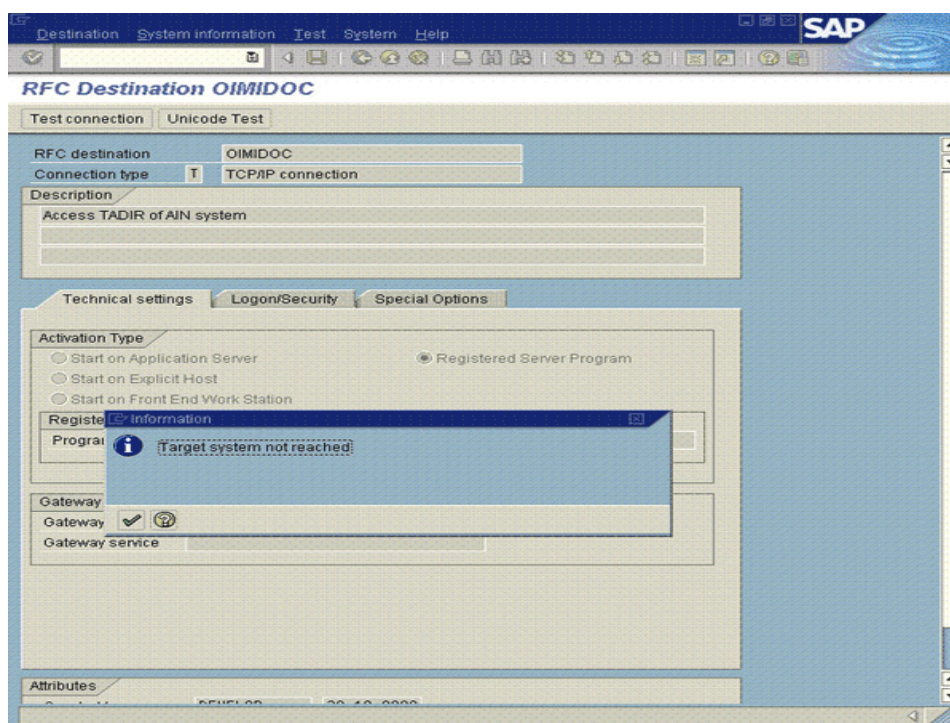 Destination System information Test System Help
SAP
RFC Destination OIMIDOC
Test connection Unicode Test
RFC destination OIMIDOC
Connection type T TCP/IP connection
Description
Access TADIR of AIN system
Technical settings Logon/Security Special Options
Activation Type
Start on Application Server Registered Server Program
Start on Explicit Host
Start on Front End Work Station
Registe Information
Progra Target system not reached
Gateway
Gateway
Gateway service
Attributes